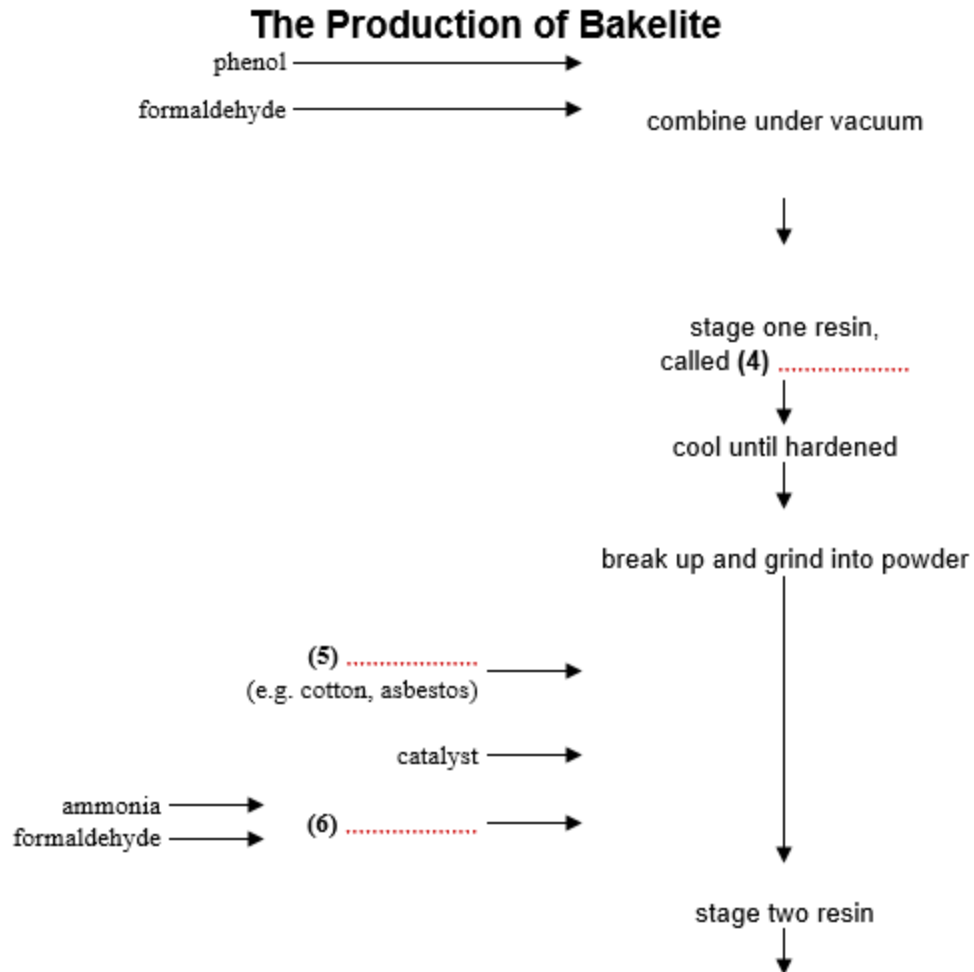 The Production of Bakelite
phenol
formaldehyde
combine under vacuum
stage one resin,
called (4) ......................
cool until hardened
break up and grind into powder
(5) ......................
(e.g. cotton, asbestos)
catalyst
ammonia
formaldehyde
(6) ......................
stage two resin